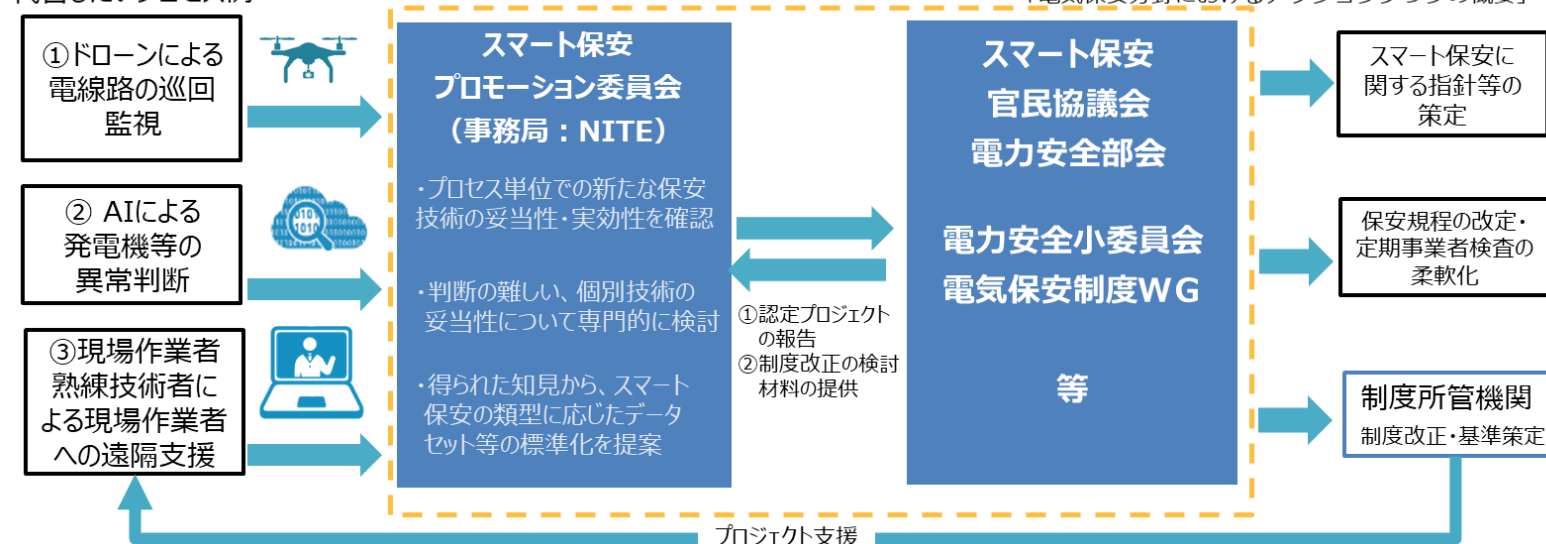 ①ドローンによる
電線路の巡回
監視
② AIによる
発電機等の
異常判断
③現場作業者
熟練技術者に
よる現場作業者
への遠隔支援
スマート保安
プロモーション委員会
（事務局：NITE）
・プロセス単位での新たな保安
技術の妥当性・実効性を確認
・判断の難しい、個別技術の
妥当性について専門的に検討
・得られた知見から、スマート
保安の類型に応じたデータ
セット等の標準化を提案
①認定プロジェクト
の報告
②制度改正の検討
材料の提供
スマート保安
官民協議会
電力安全部会
電力安全小委員会
電気保安制度WG
等
スマート保安に
関する指針等の
策定
保安規程の改定・
定期事業者検査の
柔軟化
制度所管機関
制度改正・基準策定
プロジェクト支援